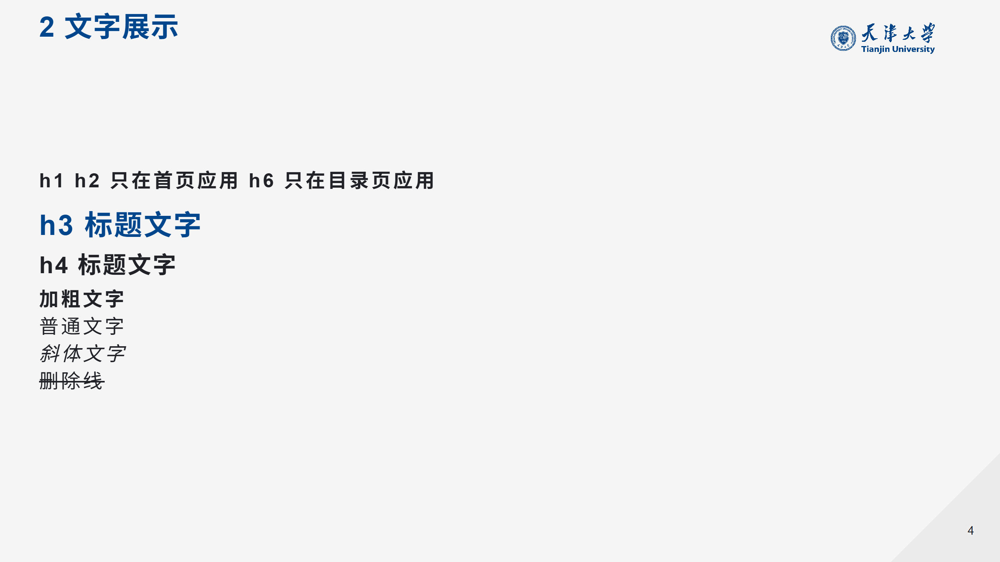 2 文字展示
天津大学
Tianjin University
h1 h2 只在首页应用 h6 只在目录页应用
h3 标题文字
h4 标题文字
加粗文字
普通文字
斜体文字
删除线
4